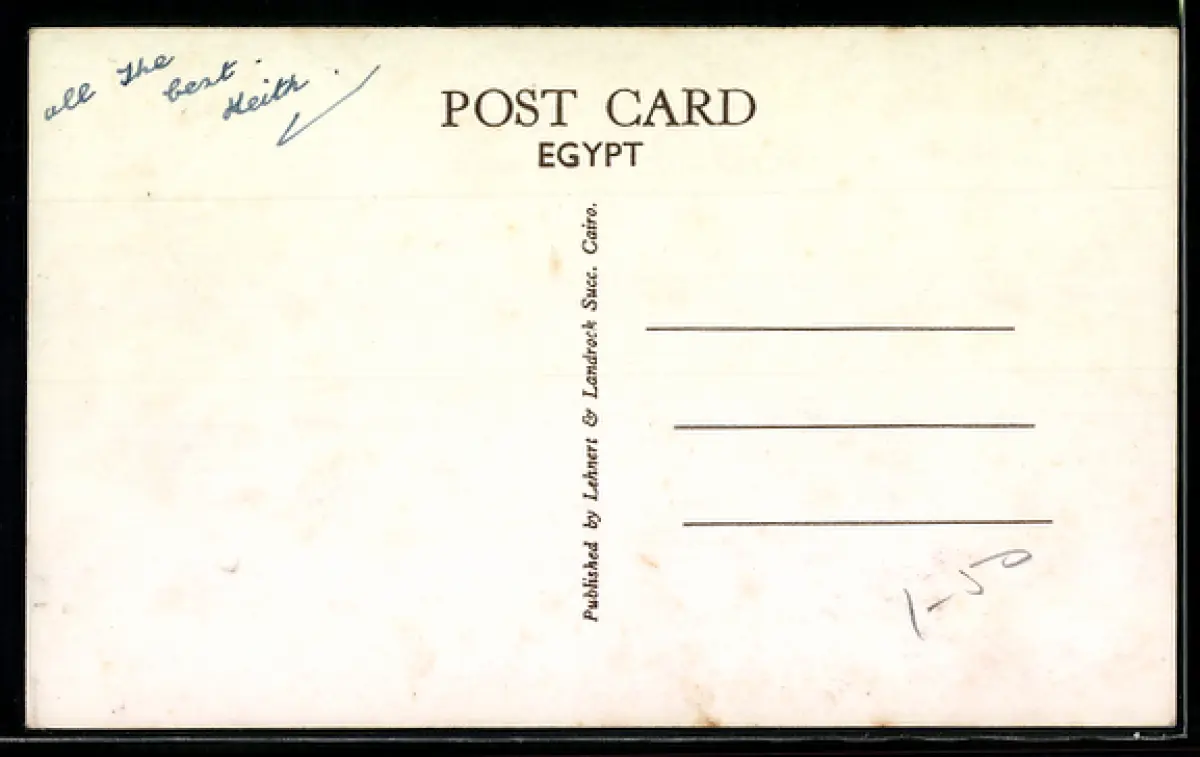 all the
best.
Keith.
POST CARD
EGYPT
Published by Lehnert & Landrock Succ. Cairo.
1-50